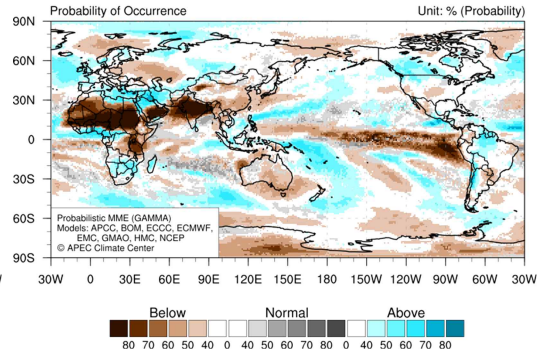 Probability of Occurrence Unit: % (Probability)
90N
60N
30N
0
30S
60S
90S
Probabilistic MME (GAMMA)
Models: APCC, BOM, ECCC, ECMWF,
EMC, GMAO, HMC, NCEP
© APEC Climate Center
W 30W 0 30E 60E 90E 120E 150E 180 150W 120W 90W 60W 30W
Below Normal Above
80 70 60 50 40 0 0 40 50 60 70 80 0 40 50 60 70 80